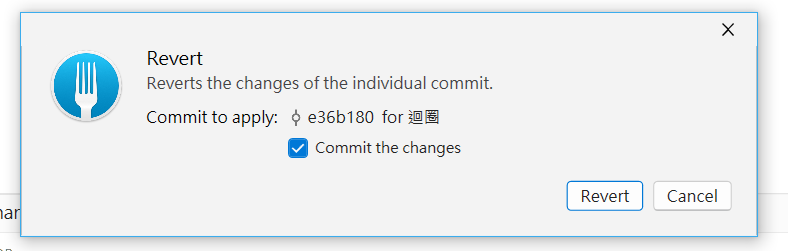 Revert
Reverts the changes of the individual commit.
Commit to apply: e36b180 for 迴圈
Commit the changes
Revert Cancel